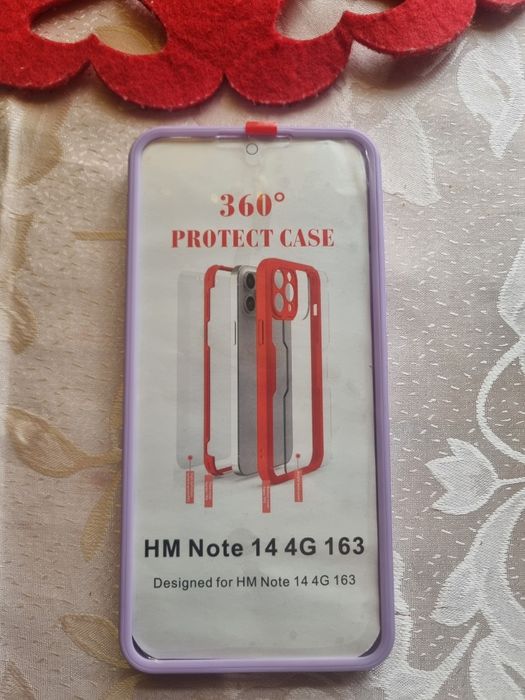 360°
PROTECT CASE
HM Note 14 4G 163
Designed for HM Note 14 4G 163